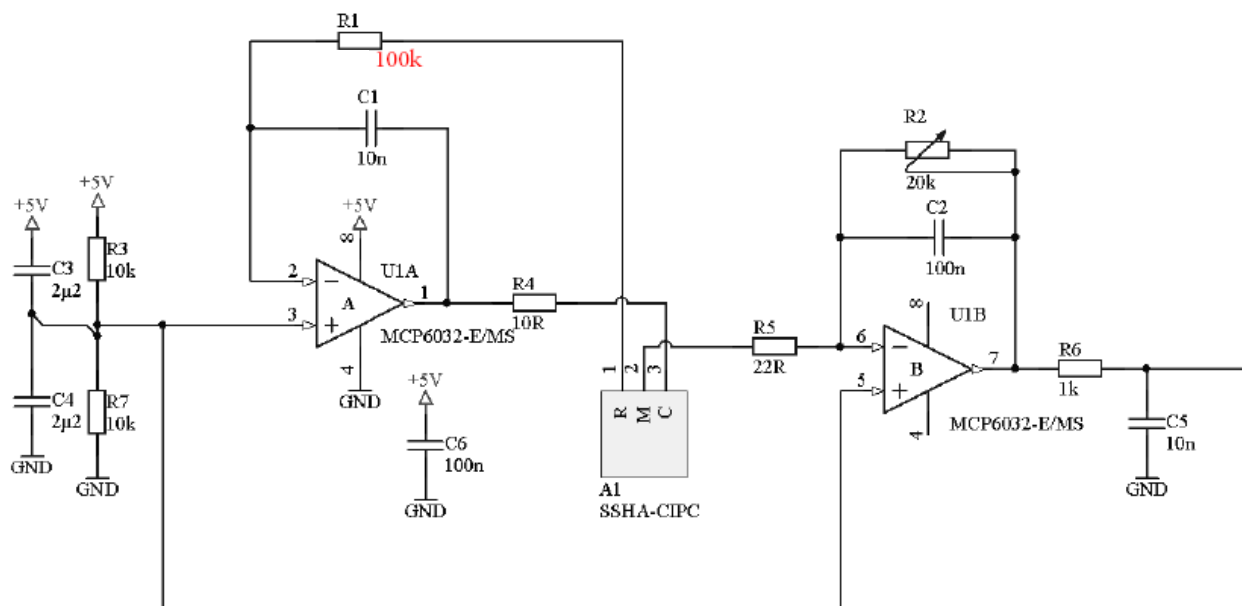 R1
100k
C1
10n
R2
20k
C2
100n
+5V
+5V
+5V
R3
10k
C3
2µ2
8
U1A
2
A
1
3
MCP6032-E/MS
4
GND
R4
10R
R5
22R
8
U1B
6
B
7
5
MCP6032-E/MS
4
R6
1k
C5
10n
GND
C4
2µ2
R7
10k
GND
GND
+5V
C6
100n
GND
1
2
3
R
M
C
A1
SSHA-CIPC